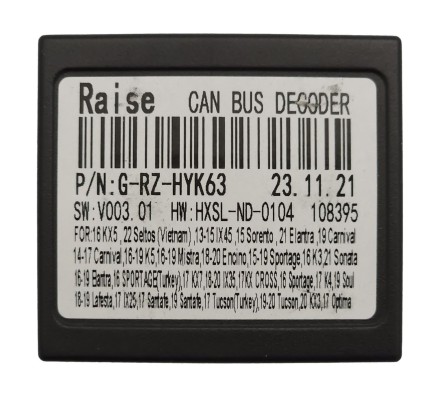 Raise CAN BUS DECODER
P/N:G-RZ-HYK63 23.11.21
SW:V003.01 HW:HXSL-ND-0104 108395
FOR:16 KX5 , 22 Seltos (Vietnam) ,13-15 IX45, 15 Sorento , 21 Elantra ,19 Carnival
14-17 Carnival, 16-19 K5,16-19 Mistra,18-20 Encino,15-19 Sportage,16 K3,21 Sonata
16-19 Elantra, 16 SPORTAGE(Turkey),17 KX7,18-20 IX35,17KX CROSS, 16 Sportage, 17 K4,19 Soul
16-18 Lafesta,17 IX25,17 Santafe,19 Santafe,17 Tucson(Turkey),19-20 Tucson,20 KX3,17 Optima